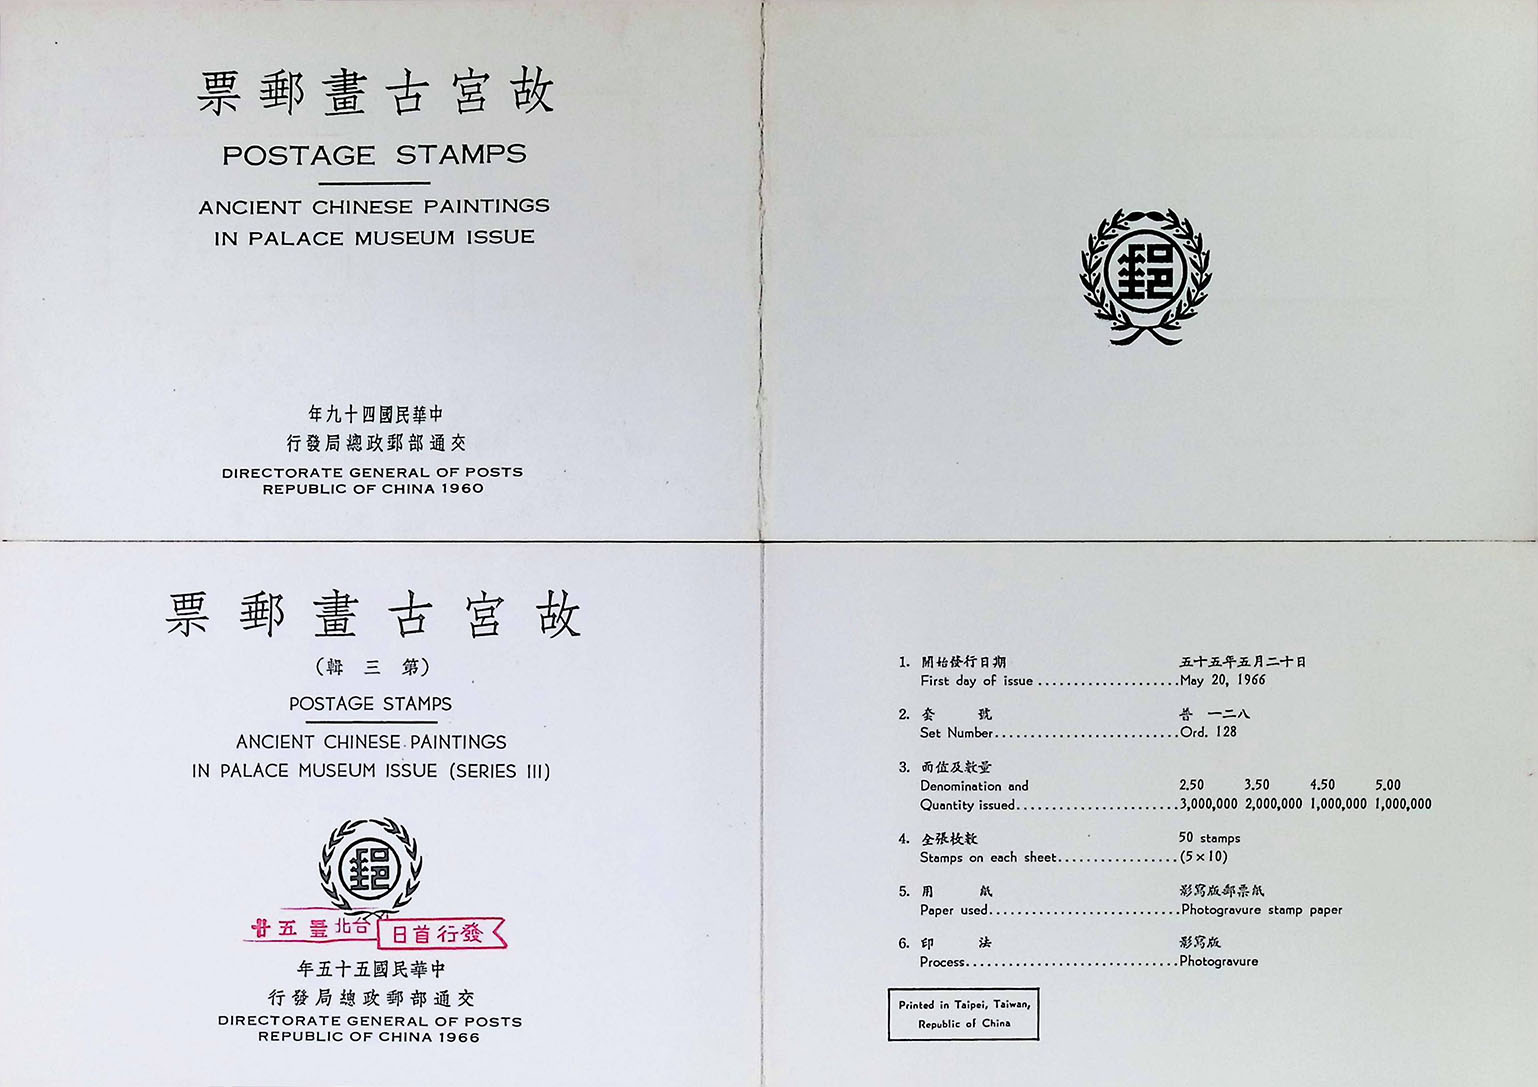 故宮古畫郵票
POSTAGE STAMPS
ANCIENT CHINESE PAINTINGS
IN PALACE MUSEUM ISSUE
中華民國四十九年
交通部郵政總局發行
DIRECTORATE GENERAL OF POSTS
REPUBLIC OF CHINA 1960
郵
故宮古畫郵票
(第三輯)
POSTAGE STAMPS
ANCIENT CHINESE PAINTINGS
IN PALACE MUSEUM ISSUE (SERIES III)
郵
台北
五 廿
發行首日
中華民國五十五年
交通部郵政總局發行
DIRECTORATE GENERAL OF POSTS
REPUBLIC OF CHINA 1966
1. 開始發行日期 五十五年五月二十日
First day of issue ....................May 20, 1966
2. 套號 普 一二八
Set Number..........................Ord. 128
3. 面值及數量
Denomination and 2.50 3.50 4.50 5.00
Quantity issued.......................3,000,000 2,000,000 1,000,000 1,000,000
4. 全張枚數 50 stamps
Stamps on each sheet.................(5×10)
5. 用紙 影寫版郵票紙
Paper used...........................Photogravure stamp paper
6. 印法 影寫版
Process..............................Photogravure
Printed in Taipei, Taiwan,
Republic of China